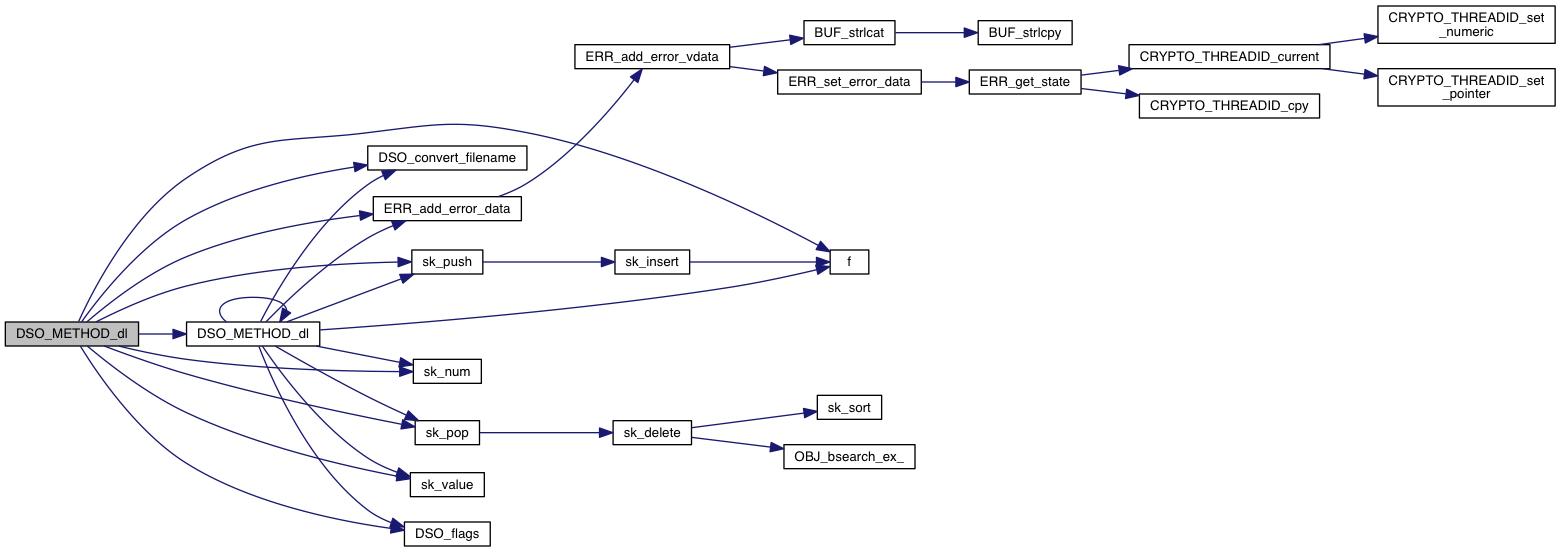 CRYPTO_THREADID_set
_numeric
BUF_strlcat
BUF_strlcpy
ERR_add_error_vdata
CRYPTO_THREADID_current
ERR_set_error_data
ERR_get_state
CRYPTO_THREADID_set
_pointer
CRYPTO_THREADID_cpy
DSO_convert_filename
ERR_add_error_data
sk_push
sk_insert
f
DSO_METHOD_dl
DSO_METHOD_dl
sk_num
sk_sort
sk_pop
sk_delete
OBJ_bsearch_ex_
sk_value
DSO_flags